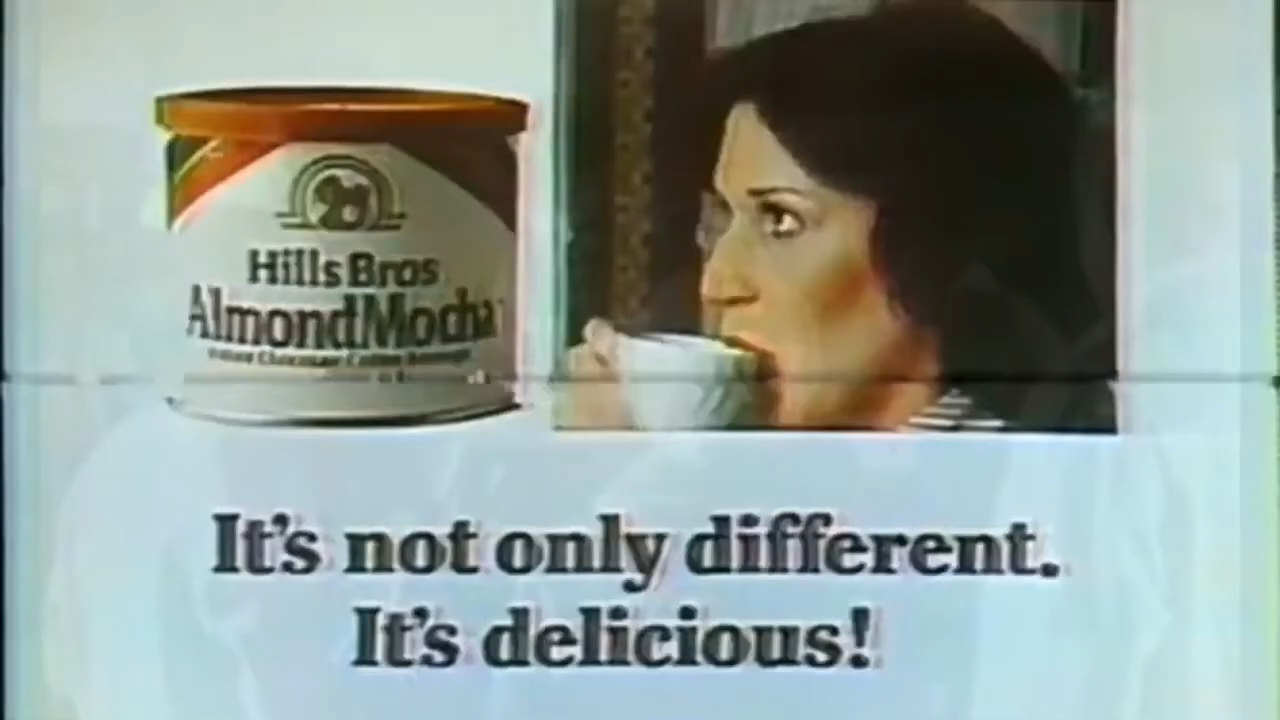 Hills Bros
AlmondMocha
It's not only different.
It's delicious!